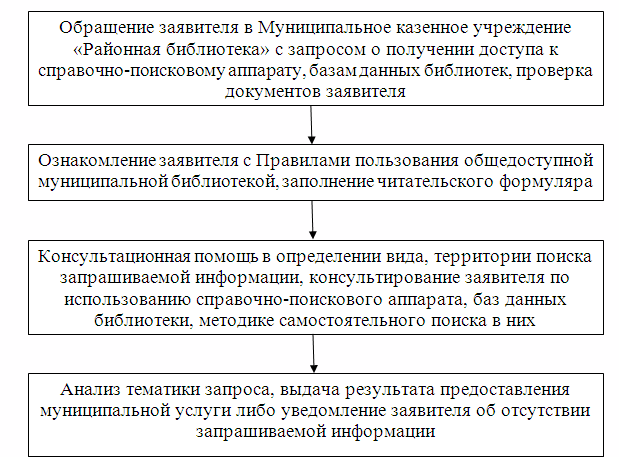 Обращение заявителя в Муниципальное казенное учреждение
«Районная библиотека» с запросом о получении доступа к
справочно-поисковому аппарату, базам данных библиотек, проверка
документов заявителя
Ознакомление заявителя с Правилами пользования общедоступной
муниципальной библиотекой, заполнение читательского формуляра
Консультационная помощь в определении вида, территории поиска
запрашиваемой информации, консультирование заявителя по
использованию справочно-поискового аппарата, баз данных
библиотеки, методике самостоятельного поиска в них
Анализ тематики запроса, выдача результата предоставления
муниципальной услуги либо уведомление заявителя об отсутствии
запрашиваемой информации